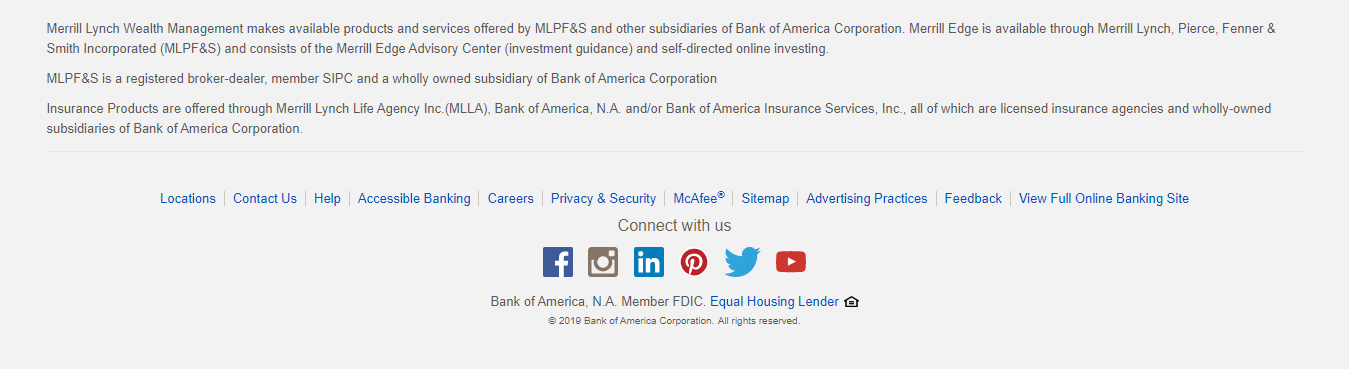 Merrill Lynch Wealth Management makes available products and services offered by MLPF&S and other subsidiaries of Bank of America Corporation. Merrill Edge is available through Merrill Lynch, Pierce, Fenner &
Smith Incorporated (MLPF&S) and consists of the Merrill Edge Advisory Center (investment guidance) and self-directed online investing.
MLPF&S is a registered broker-dealer, member SIPC and a wholly owned subsidiary of Bank of America Corporation
Insurance Products are offered through Merrill Lynch Life Agency Inc.(MLLA), Bank of America, N.A. and/or Bank of America Insurance Services, Inc., all of which are licensed insurance agencies and wholly-owned
subsidiaries of Bank of America Corporation.
Locations Contact Us Help Accessible Banking Careers Privacy & Security McAfee® Sitemap Advertising Practices Feedback View Full Online Banking Site
Connect with us
Bank of America, N.A. Member FDIC. Equal Housing Lender
© 2019 Bank of America Corporation. All rights reserved.